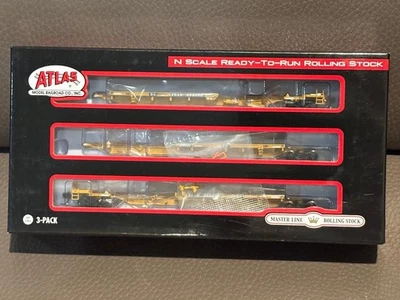 N Scale Ready-To-Run Rolling Stock
ATLAS
MODEL RAILROAD CO., INC.
3-PACK
MASTER LINE ROLLING STOCK